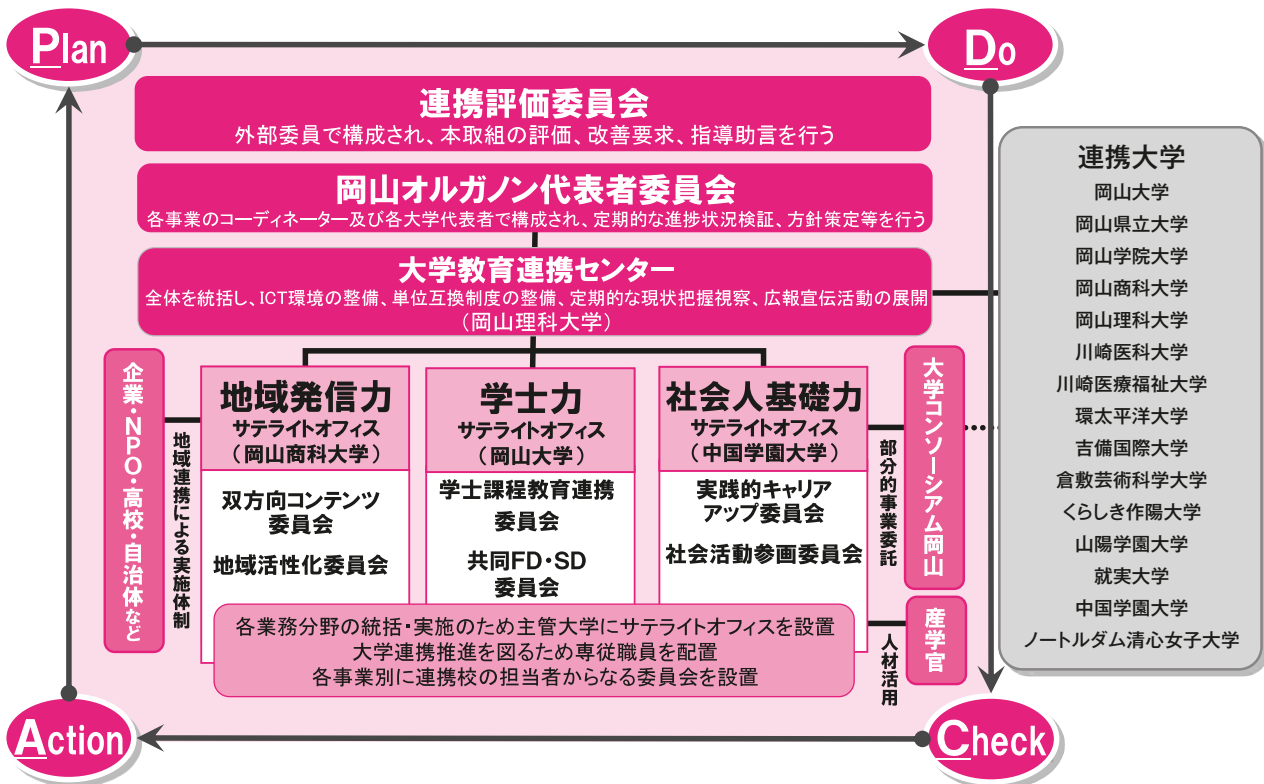 Plan
Do
連携評価委員会
外部委員で構成され、本取組の評価、改善要求、指導助言を行う
岡山オルガノン代表者委員会
各事業のコーディネーター及び各大学代表者で構成され、定期的な進捗状況検証、方針策定等を行う
大学教育連携センター
全体を統括し、ICT環境の整備、単位互換制度の整備、定期的な現状把握視察、広報宣伝活動の展開
（岡山理科大学）
企業・NPO・高校・自治体など
地域連携による実施体制
地域発信力
サテライトオフィス
（岡山商科大学）
双方向コンテンツ
委員会
地域活性化委員会
学士力
サテライトオフィス
（岡山大学）
学士課程教育連携
委員会
共同FD・SD
委員会
社会人基礎力
サテライトオフィス
（中国学園大学）
実践的キャリア
アップ委員会
社会活動参画委員会
部分的事業委託
大学コンソーシアム岡山
人材活用
産学官
各業務分野の統括・実施のため主管大学にサテライトオフィスを設置
大学連携推進を図るため専従職員を配置
各事業別に連携校の担当者からなる委員会を設置
連携大学
岡山大学
岡山県立大学
岡山学院大学
岡山商科大学
岡山理科大学
川崎医科大学
川崎医療福祉大学
環太平洋大学
吉備国際大学
倉敷芸術科学大学
くらしき作陽大学
山陽学園大学
就実大学
中国学園大学
ノートルダム清心女子大学
Action
Check